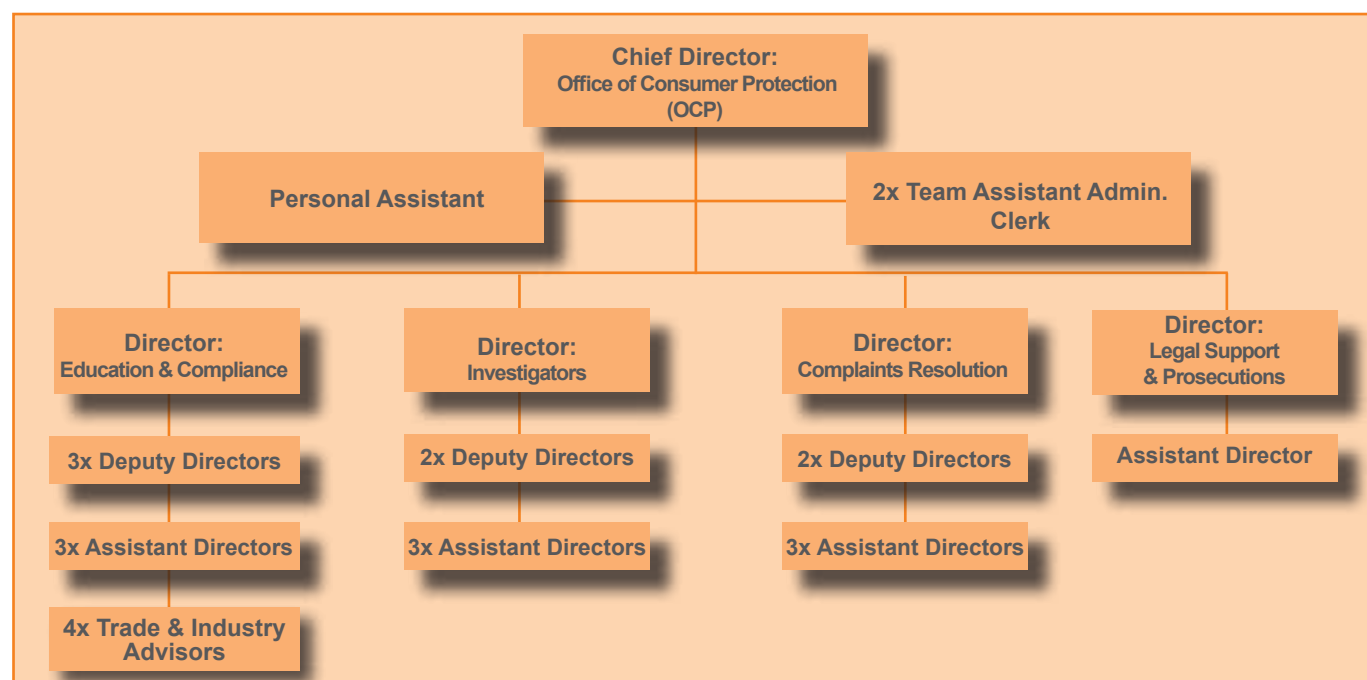 Chief Director:
Office of Consumer Protection
(OCP)
Personal Assistant
2x Team Assistant Admin.
Clerk
Director:
Education & Compliance
Director:
Investigators
Director:
Complaints Resolution
Director:
Legal Support
& Prosecutions
3x Deputy Directors
2x Deputy Directors
2x Deputy Directors
Assistant Director
3x Assistant Directors
3x Assistant Directors
3x Assistant Directors
4x Trade & Industry
Advisors